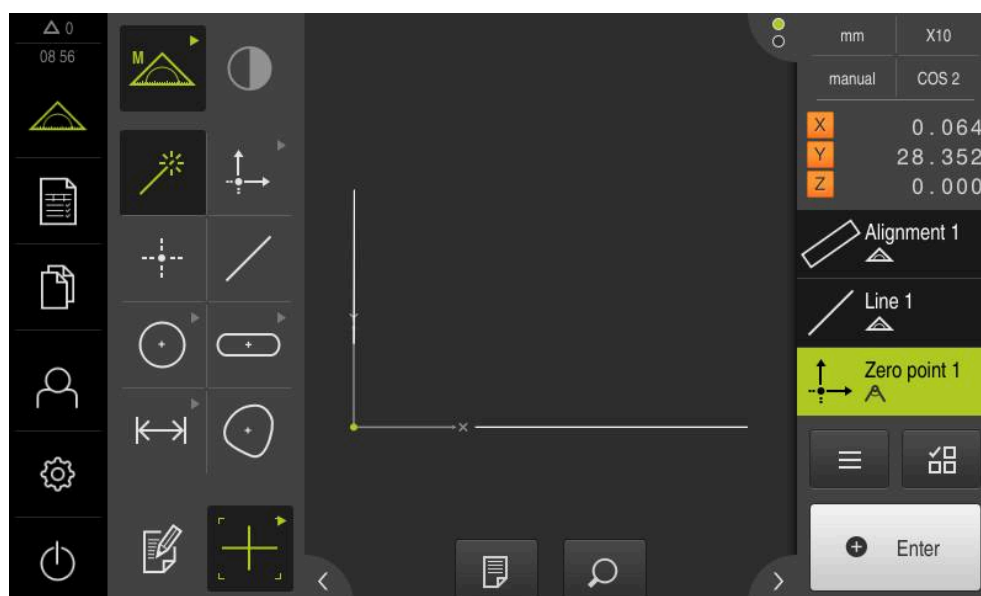 0
08 56
M
mm
X10
manual
COS 2
X
0.064
Y
28.352
Z
0.000
Alignment 1
Line 1
Zero point 1
Y
X
Enter